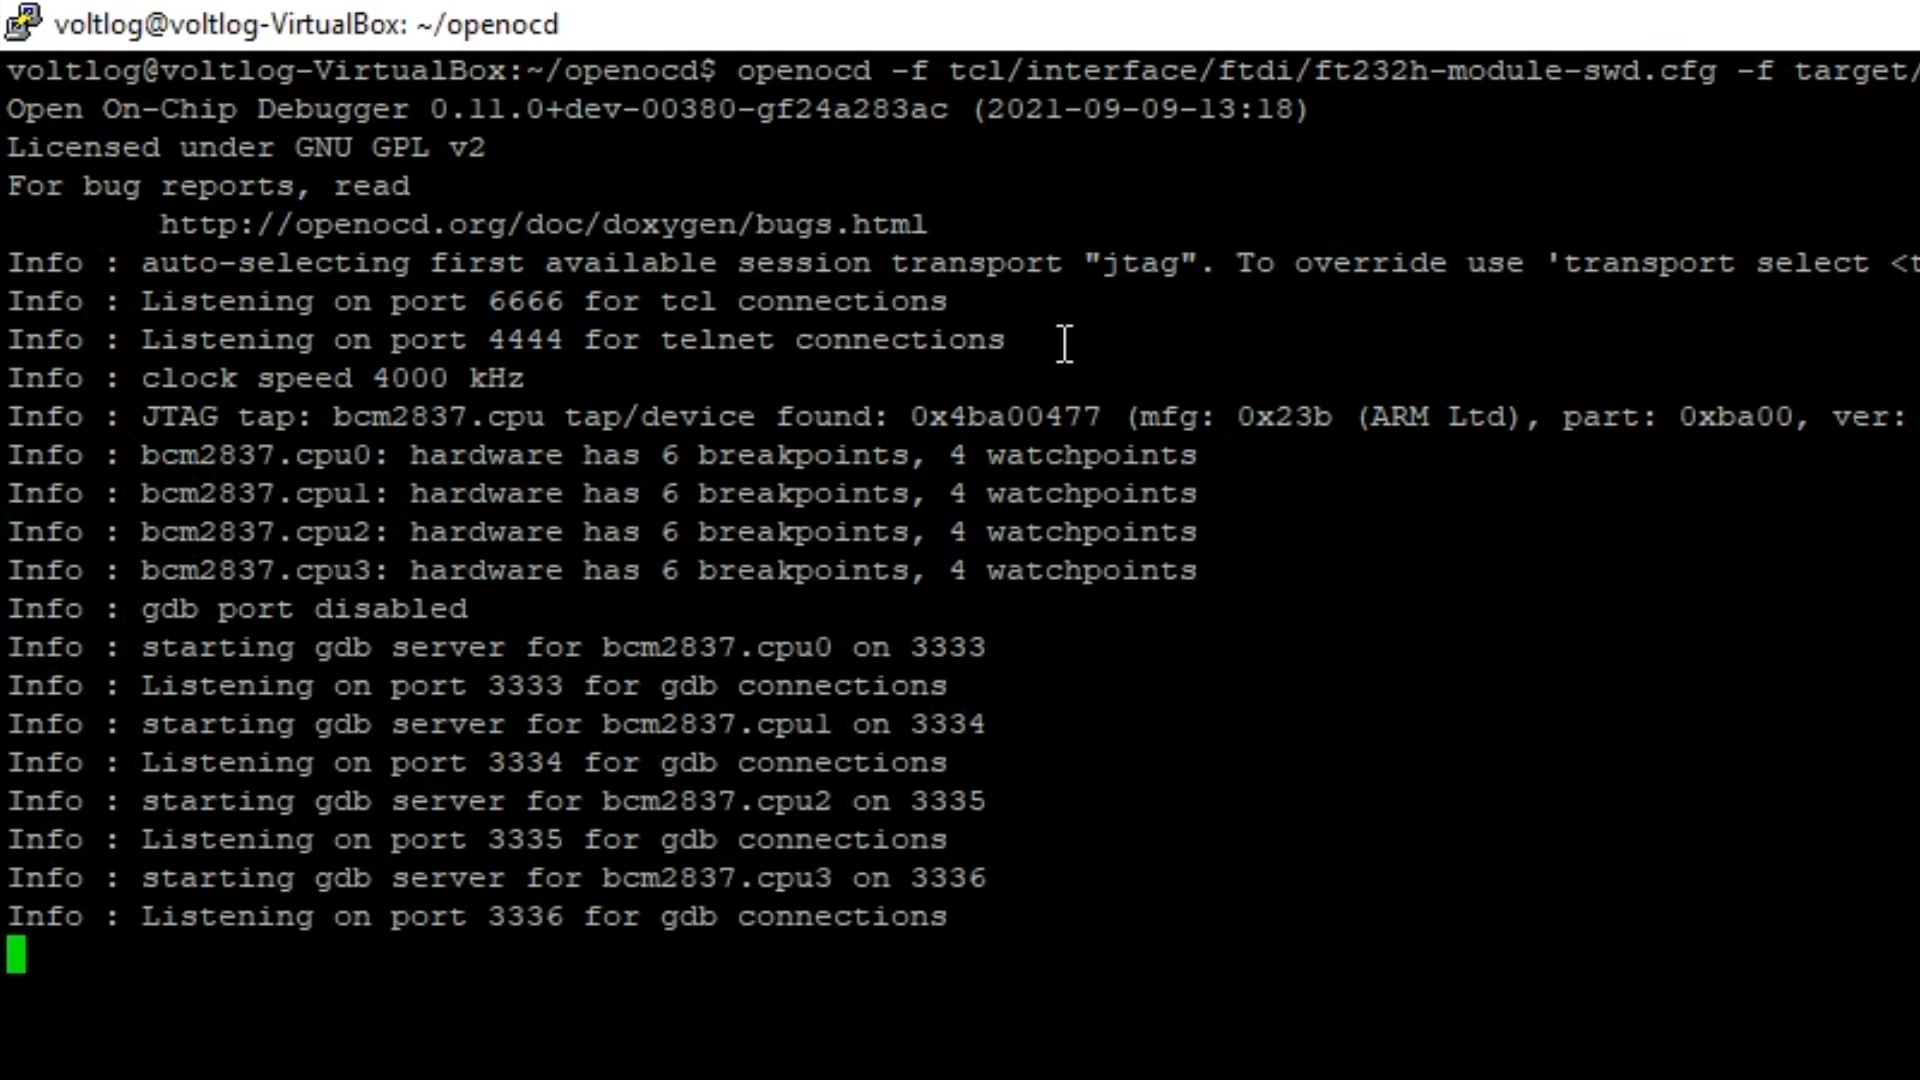 voltlog@voltlog-VirtualBox: ~/openocd
voltlog@voltlog-VirtualBox:~/openocd$ openocd -f tcl/interface/ftdi/ft232h-module-swd.cfg -f target/
Open On-Chip Debugger 0.11.0+dev-00380-gf24a283ac (2021-09-09-13:18)
Licensed under GNU GPL v2
For bug reports, read
http://openocd.org/doc/doxygen/bugs.html
Info : auto-selecting first available session transport "jtag". To override use 'transport select <t
Info : Listening on port 6666 for tcl connections
Info : Listening on port 4444 for telnet connections
Info : clock speed 4000 kHz
Info : JTAG tap: bcm2837.cpu tap/device found: 0x4ba00477 (mfg: 0x23b (ARM Ltd), part: 0xba00, ver:
Info : bcm2837.cpu0: hardware has 6 breakpoints, 4 watchpoints
Info : bcm2837.cpu1: hardware has 6 breakpoints, 4 watchpoints
Info : bcm2837.cpu2: hardware has 6 breakpoints, 4 watchpoints
Info : bcm2837.cpu3: hardware has 6 breakpoints, 4 watchpoints
Info : gdb port disabled
Info : starting gdb server for bcm2837.cpu0 on 3333
Info : Listening on port 3333 for gdb connections
Info : starting gdb server for bcm2837.cpu1 on 3334
Info : Listening on port 3334 for gdb connections
Info : starting gdb server for bcm2837.cpu2 on 3335
Info : Listening on port 3335 for gdb connections
Info : starting gdb server for bcm2837.cpu3 on 3336
Info : Listening on port 3336 for gdb connections